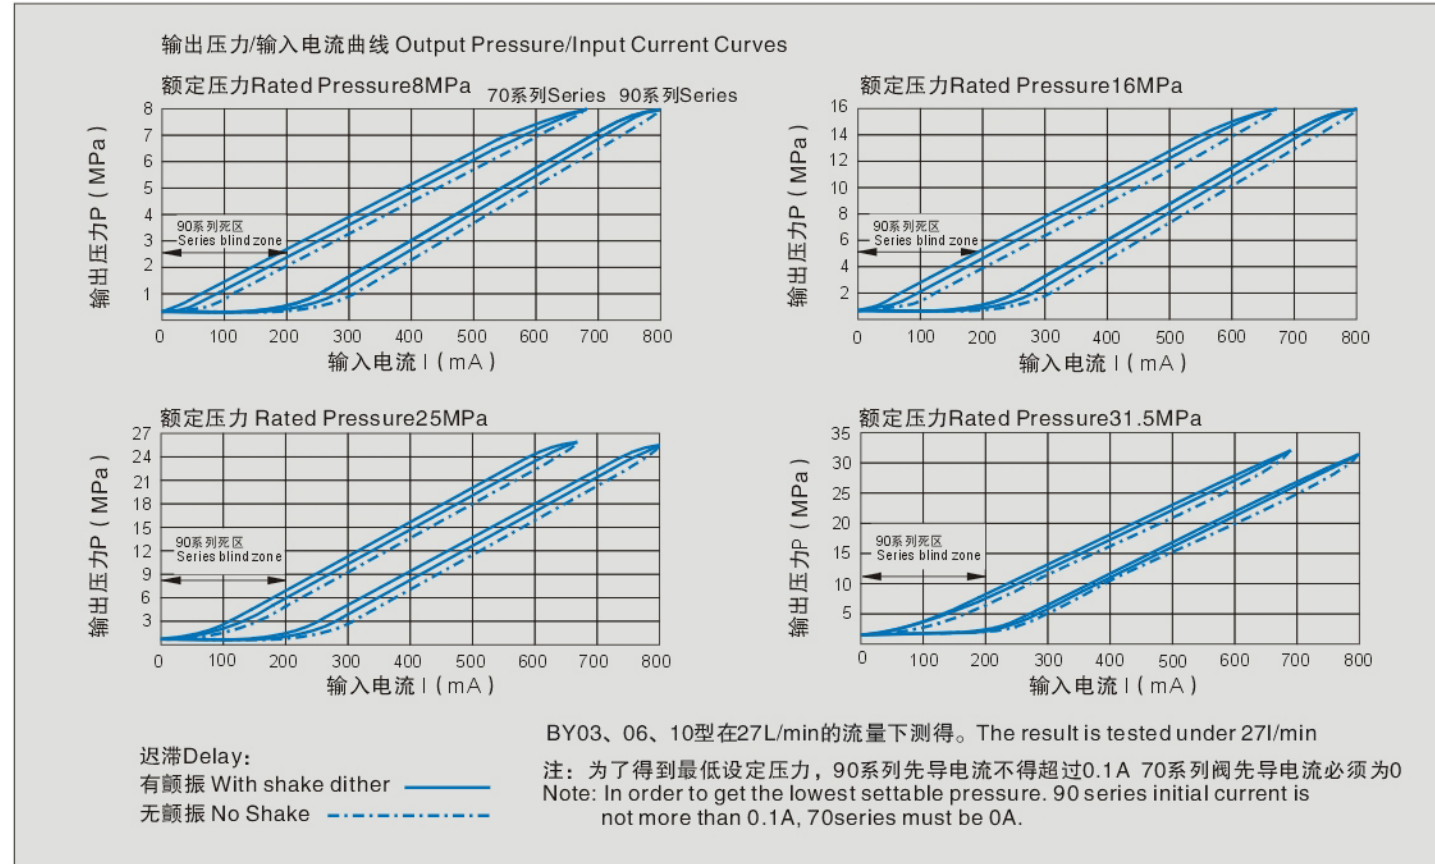 输出压力/输入电流曲线 Output Pressure/Input Current Curves
额定压力Rated Pressure8MPa
70系列Series 90系列Series
输出压力P ( MPa )
8
7
6
5
4
3
2
1
90系列死区
Series blind zone
0 100 200 300 400 500 600 700 800
输入电流 I ( mA )
额定压力Rated Pressure16MPa
输出压力P ( MPa )
16
14
12
10
8
6
4
2
90系列死区
Series blind zone
0 100 200 300 400 500 600 700 800
输入电流 I ( mA )
额定压力 Rated Pressure25MPa
输出压力P ( MPa )
27
24
21
18
15
12
9
6
3
90系列死区
Series blind zone
0 100 200 300 400 500 600 700 800
输入电流 I ( mA )
额定压力Rated Pressure31.5MPa
输出压力P ( MPa )
35
30
25
20
15
10
5
90系列死区
Series blind zone
0 100 200 300 400 500 600 700 800
输入电流 I ( mA )
迟滞Delay：
有颤振 With shake dither
无颤振 No Shake
BY03、06、10型在27L/min的流量下测得。The result is tested under 27l/min
注：为了得到最低设定压力，90系列先导电流不得超过0.1A 70系列阀先导电流必须为0
Note: In order to get the lowest settable pressure. 90 series initial current is
not more than 0.1A, 70series must be 0A.